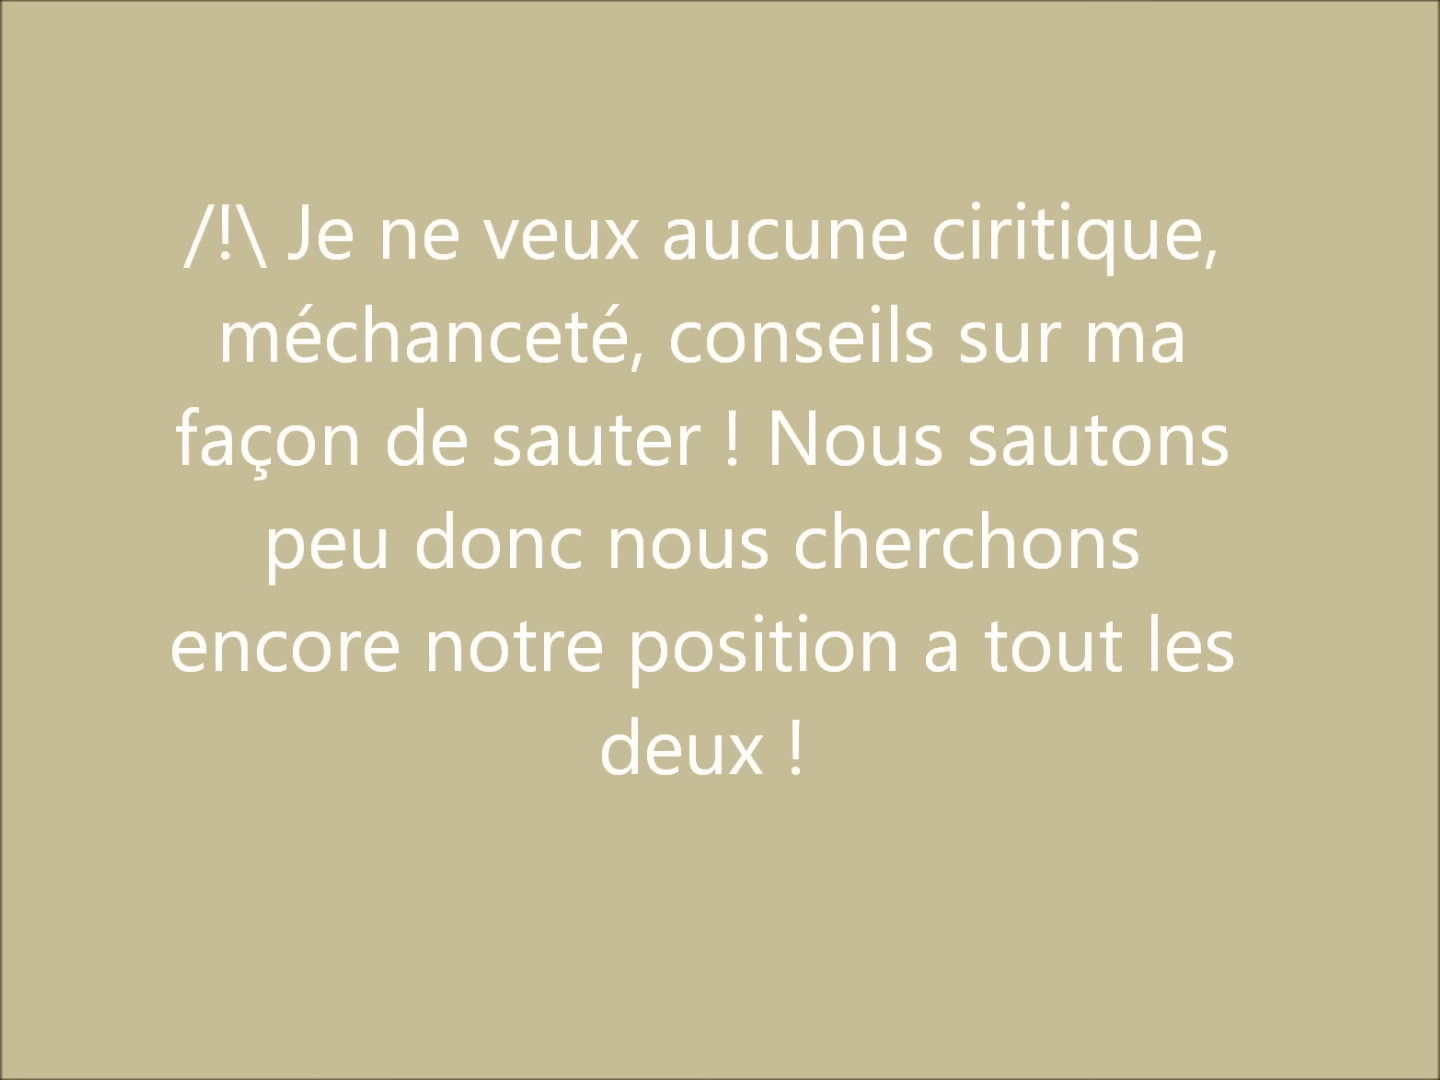 /!\ Je ne veux aucune ciritique,
méchanceté, conseils sur ma
façon de sauter ! Nous sautons
peu donc nous cherchons
encore notre position a tout les
deux !